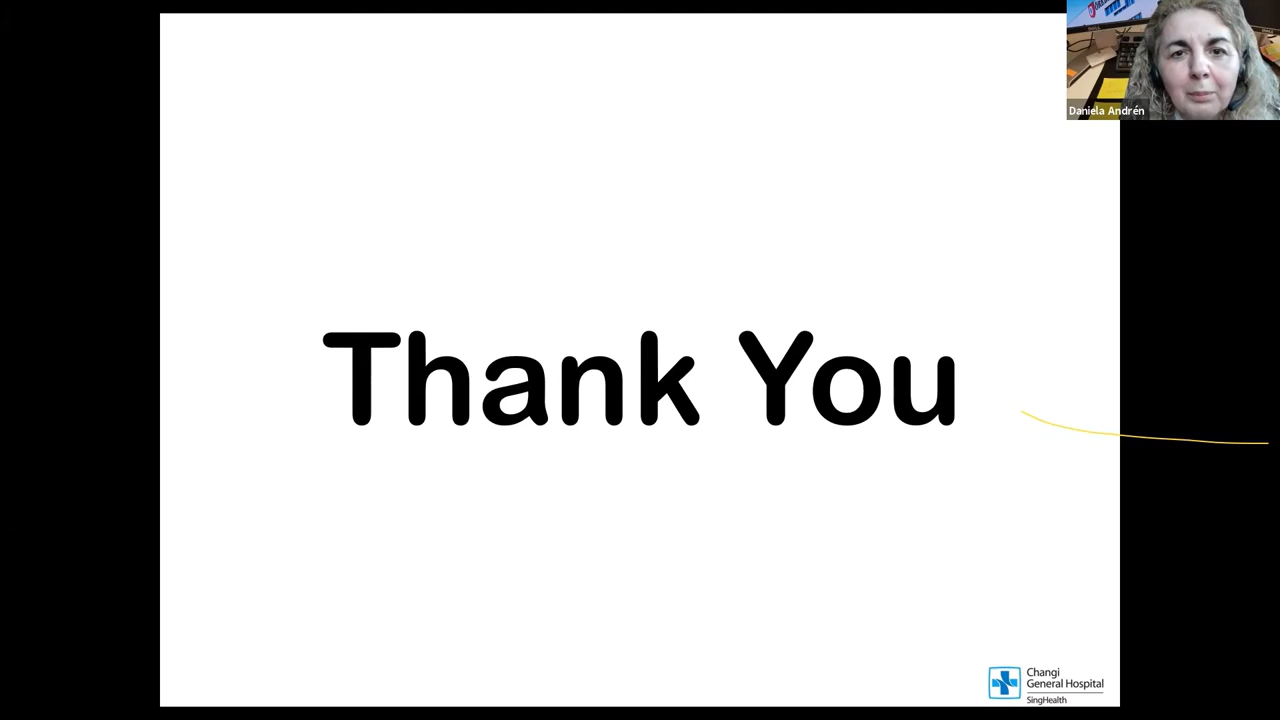 Daniela Andrén
Thank You
Changi
General Hospital
SingHealth